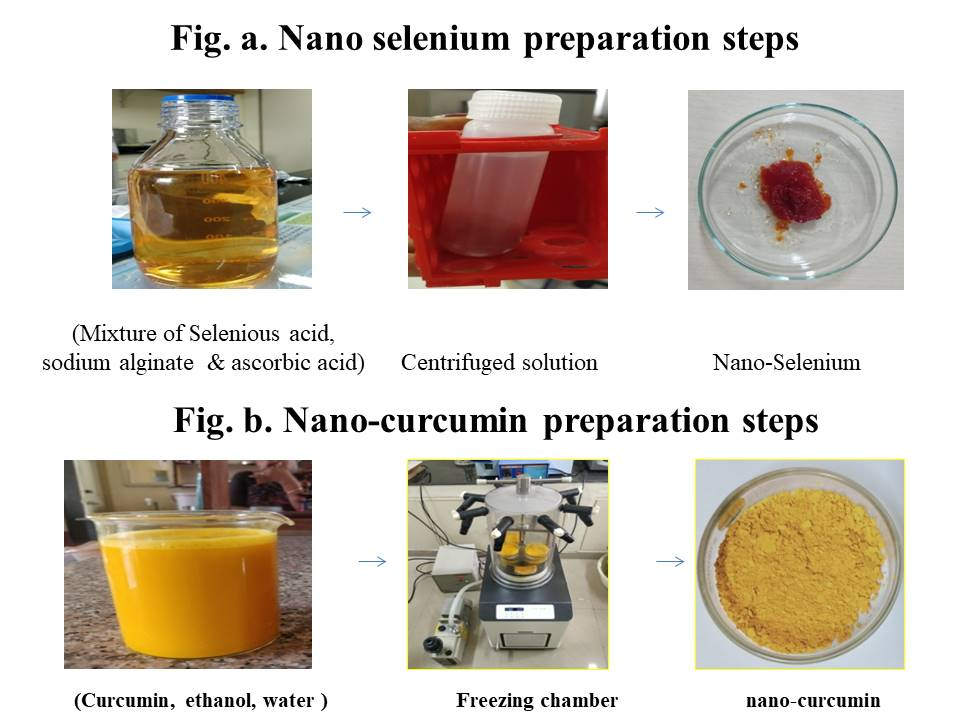 Fig. a. Nano selenium preparation steps
200
(Mixture of Selenious acid,
sodium alginate & ascorbic acid)
Centrifuged solution
Nano-Selenium
Fig. b. Nano-curcumin preparation steps
(Curcumin, ethanol, water )
Freezing chamber
nano-curcumin